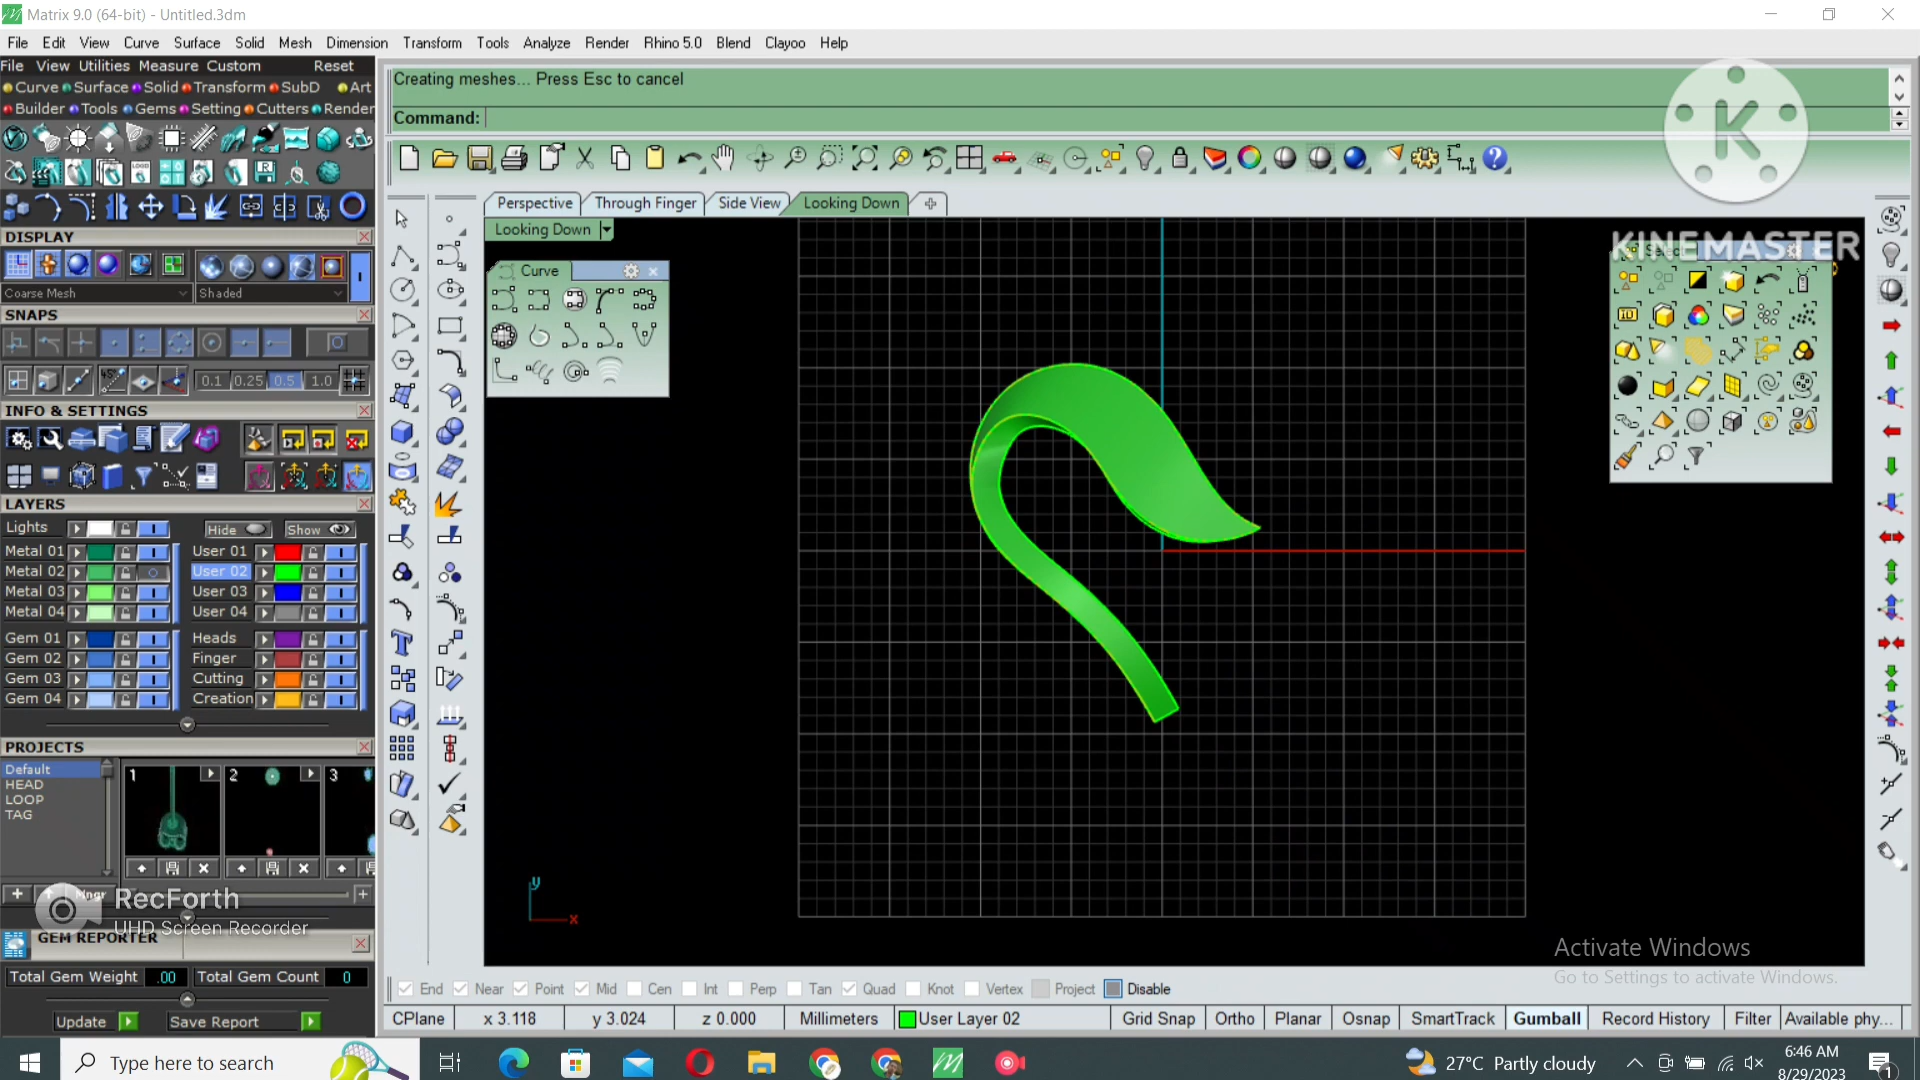 Matrix 9.0 (64-bit) - Untitled.3dm
File Edit View Curve Surface Solid Mesh Dimension Transform Tools Analyze Render Rhino 5.0 Blend Clayoo Help
File View Utilities Measure Custom Reset
Curve Surface Solid Transform SubD Art
Builder Tools Gems Setting Cutters Render
Creating meshes... Press Esc to cancel
Command:
K
KINEMASTER
Perspective Through Finger Side View Looking Down
Looking Down
Curve
DISPLAY
Coarse Mesh Shaded
SNAPS
0.1 0.25 0.5 1.0
INFO & SETTINGS
LAYERS
Lights Hide Show
Metal 01 User 01
Metal 02 User 02
Metal 03 User 03
Metal 04 User 04
Gem 01 Heads
Gem 02 Finger
Gem 03 Cutting
Gem 04 Creation
PROJECTS
Default
HEAD
LOOP
TAG
1 2 3
Mngr
RecForth
UHD Screen Recorder
GEM REPORTER
Total Gem Weight .00 Total Gem Count 0
Update Save Report
y
x
Activate Windows
Go to Settings to activate Windows.
End Near Point Mid Cen Int Perp Tan Quad Knot Vertex Project Disable
CPlane x 3.118 y 3.024 z 0.000 Millimeters User Layer 02 Grid Snap Ortho Planar Osnap SmartTrack Gumball Record History Filter Available phy...
Type here to search
27°C Partly cloudy
6:46 AM
8/29/2023
1